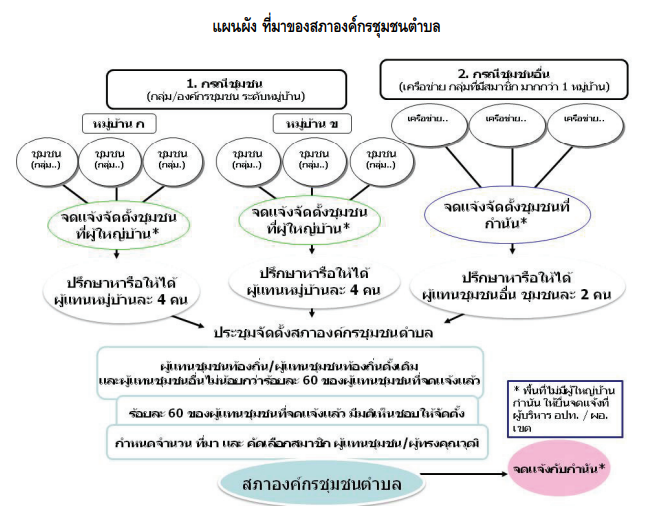 แผนผัง ที่มาของสภาองค์กรชุมชนตำบล
1. กรณีชุมชน
(กลุ่ม/องค์กรชุมชน ระดับหมู่บ้าน)
2. กรณีชุมชนอื่น
(เครือข่าย กลุ่มที่มีสมาชิก มากกว่า 1 หมู่บ้าน)
หมู่บ้าน ก
หมู่บ้าน ข
เครือข่าย..
เครือข่าย..
เครือข่าย..
ชุมชน
(กลุ่ม..)
ชุมชน
(กลุ่ม..)
ชุมชน
(กลุ่ม.)
ชุมชน
(กลุ่ม..)
ชุมชน
(กลุ่ม..)
ชุมชน
(กลุ่ม.)
จดแจ้งจัดตั้งชุมชน
ที่ผู้ใหญ่บ้าน*
จดแจ้งจัดตั้งชุมชน
ที่ผู้ใหญ่บ้าน*
จดแจ้งจัดตั้งชุมชนที่
กำนัน*
ปรึกษาหารือให้ได้
ผู้แทนหมู่บ้านละ 4 คน
ปรึกษาหารือให้ได้
ผู้แทนหมู่บ้านละ 4 คน
ปรึกษาหารือให้ได้
ผู้แทนชุมชนอื่น ชุมชนละ 2 คน
ประชุมจัดตั้งสภาองค์กรชุมชนตำบล
ผู้แทนชุมชนท้องถิ่น/ผู้แทนชุมชนท้องถิ่นดั้งเดิม
และผู้แทนชุมชนอื่นไม่น้อยกว่าร้อยละ 60 ของผู้แทนชุมชนที่จดแจ้งแล้ว
ร้อยละ 60 ของผู้แทนชุมชนที่จดแจ้งแล้ว มีมติเห็นชอบให้จัดตั้ง
กำหนดจำนวน ที่มา และ คัดเลือกสมาชิก ผู้แทนชุมชน/ผู้ทรงคุณวุฒิ
* พื้นที่ไม่มีผู้ใหญ่บ้าน
กำนัน ให้ยื่นจดแจ้งที่
ผู้บริหาร อปท. / ผอ.
เขต
สภาองค์กรชุมชนตำบล
จดแจ้งกับกำนัน*